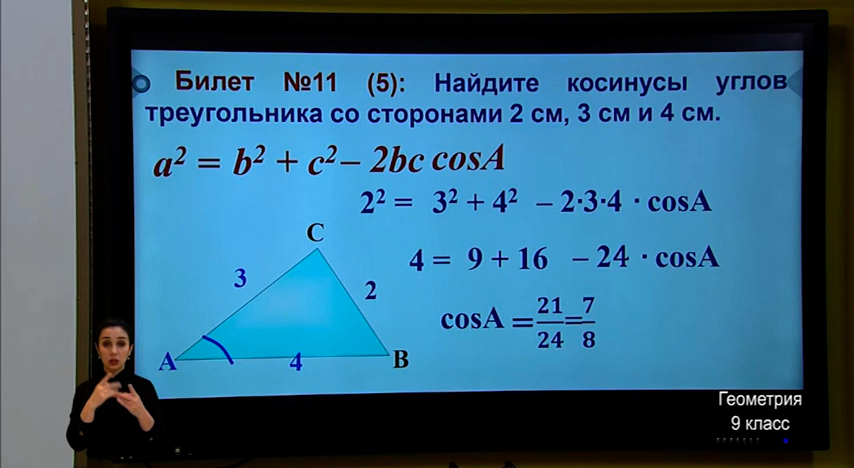 Билет №11 (5): Найдите косинусы углов
треугольника со сторонами 2 см, 3 см и 4 см.
a² = b² + c² – 2bc cosA
2² = 3² + 4² – 2·3·4 · cosA
C
3
2
4 = 9 + 16 – 24 · cosA
cosA = 21/24 = 7/8
A
4
B
Геометрия
9 класс